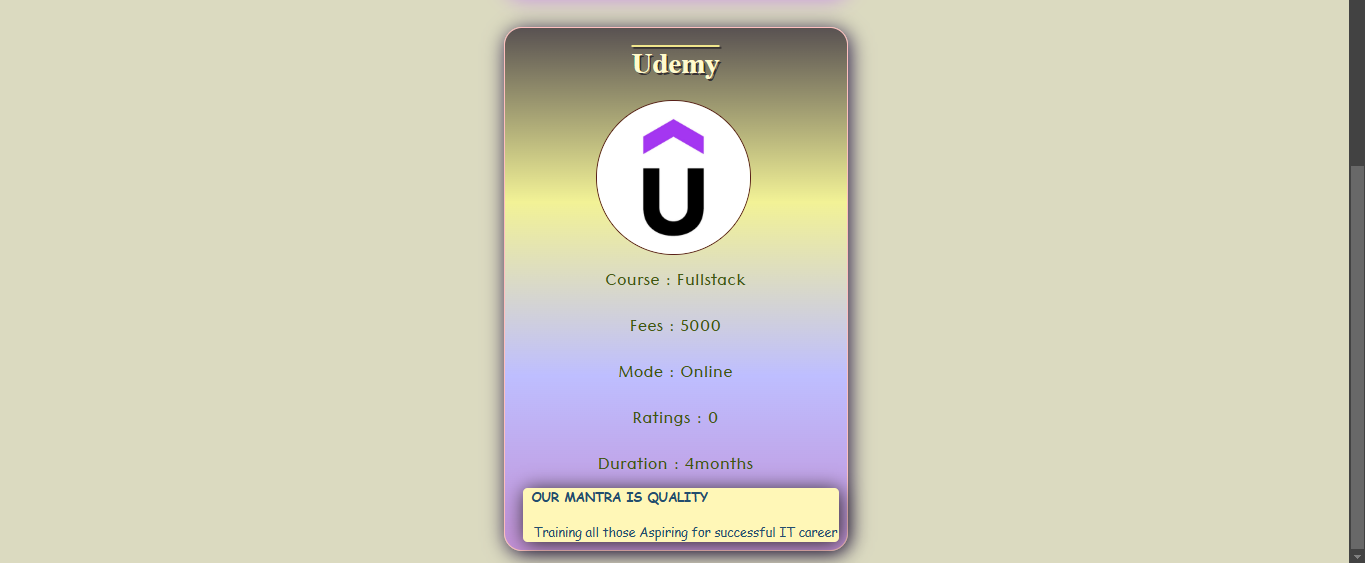 Udemy
Course : Fullstack
Fees : 5000
Mode : Online
Ratings : 0
Duration : 4months
OUR MANTRA IS QUALITY
Training all those Aspiring for successful IT career